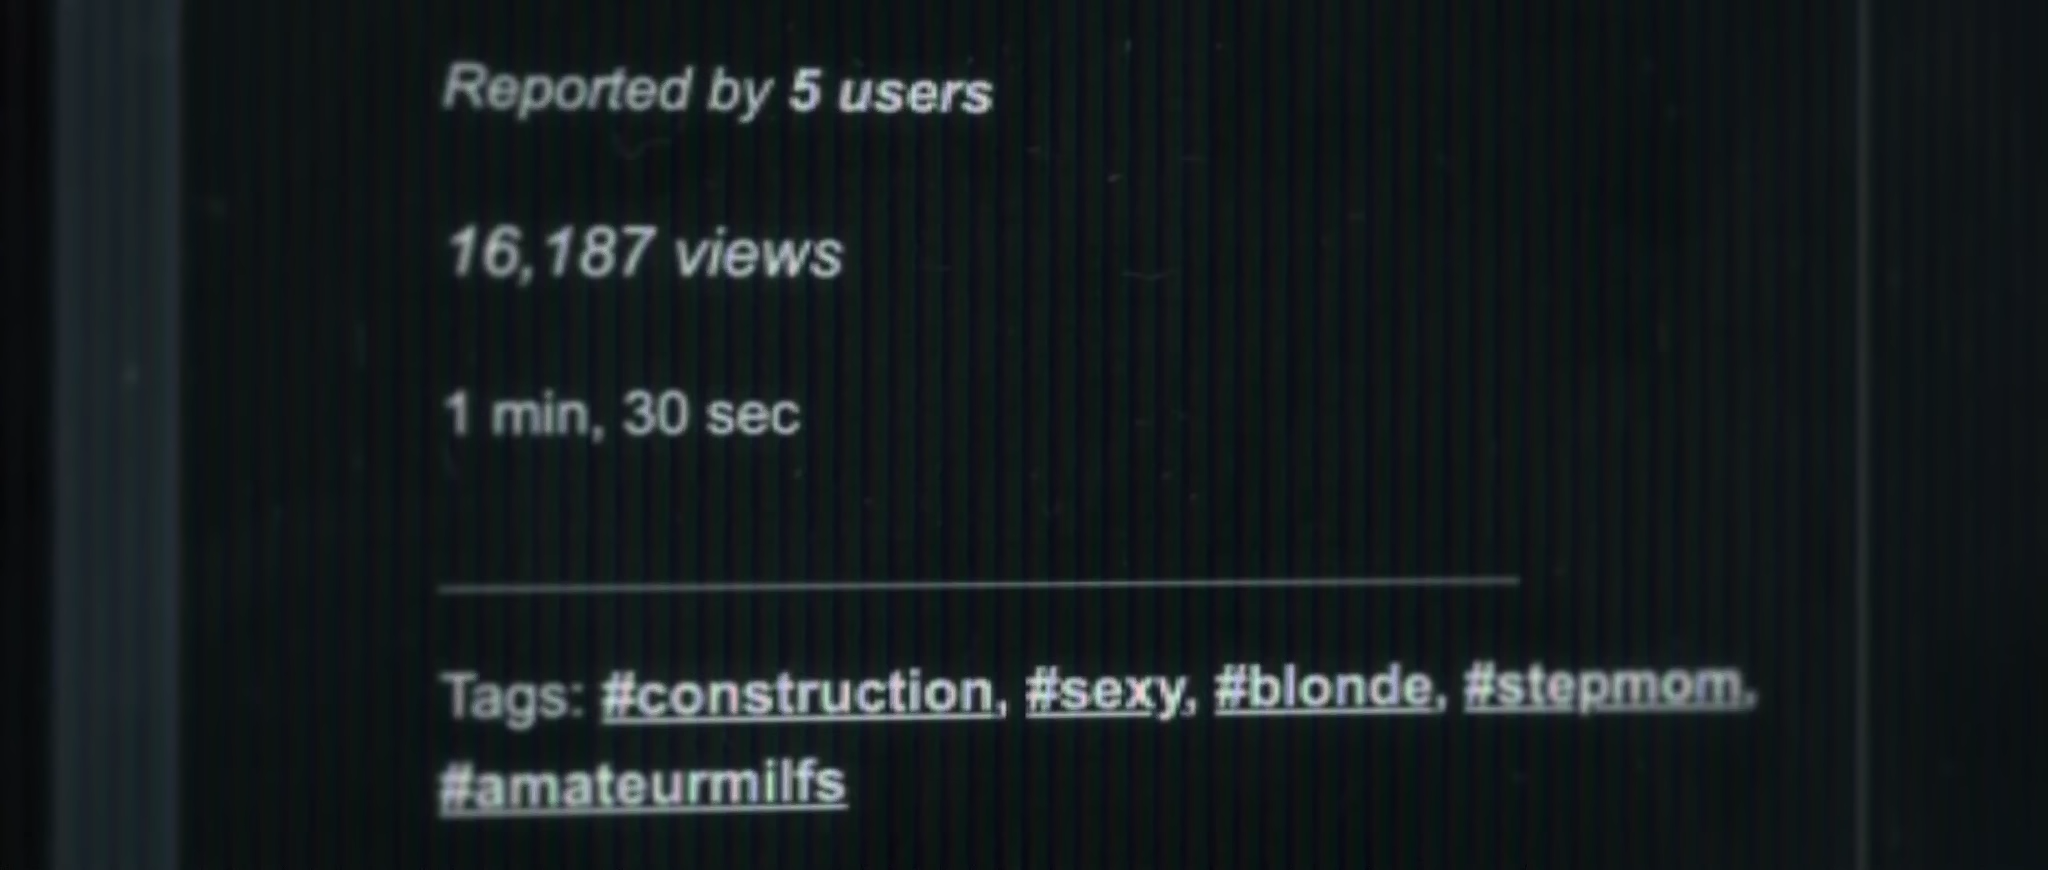 Reported by 5 users
16,187 views
1 min, 30 sec
Tags: #construction, #sexy, #blonde, #stepmom,
#amateurmilfs